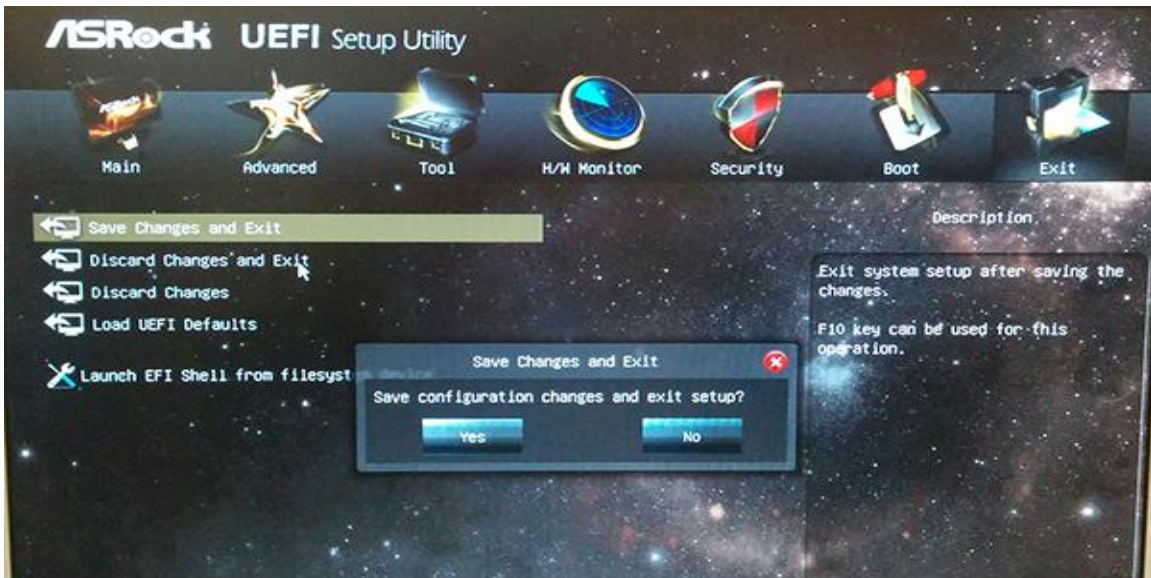 ASRock UEFI Setup Utility
Main Advanced Tool H/W Monitor Security Boot Exit
Save Changes and Exit
Discard Changes and Exit
Discard Changes
Load UEFI Defaults
Launch EFI Shell from filesystem device
Description
Exit system setup after saving the
changes.
F10 key can be used for this
operation.
Save Changes and Exit
Save configuration changes and exit setup?
Yes No